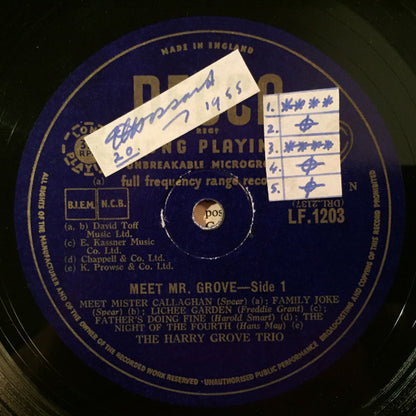 MADE IN ENGLAND
DECCA
20. 7 1955
LONG PLAYING
UNBREAKABLE MICROGROOVE
full frequency range
1. ****
2.
3. ****
4.
5.
B.I.E.M. N.C.B.
(DRL.2137)
LF.1203
(a. b) David Toff
Music Ltd.
(c) E. Kassner Music
Co. Ltd.
(d) Chappell & Co. Ltd.
(e) K. Prowse & Co. Ltd.
pos
MEET MR. GROVE—Side 1
MEET MISTER CALLAGHAN (Spear) (a); FAMILY JOKE
(Spear) (b); LICHEE GARDEN (Freddie Grant) (c);
FATHER'S DOING FINE (Harold Smart) (d); THE
NIGHT OF THE FOURTH (Hans May) (e)
THE HARRY GROVE TRIO
ALL RIGHTS OF THE MANUFACTURER AND OF THE OWNER OF THE RECORDED WORK RESERVED · UNAUTHORISED PUBLIC PERFORMANCE, BROADCASTING AND COPYING OF THIS RECORD PROHIBITED